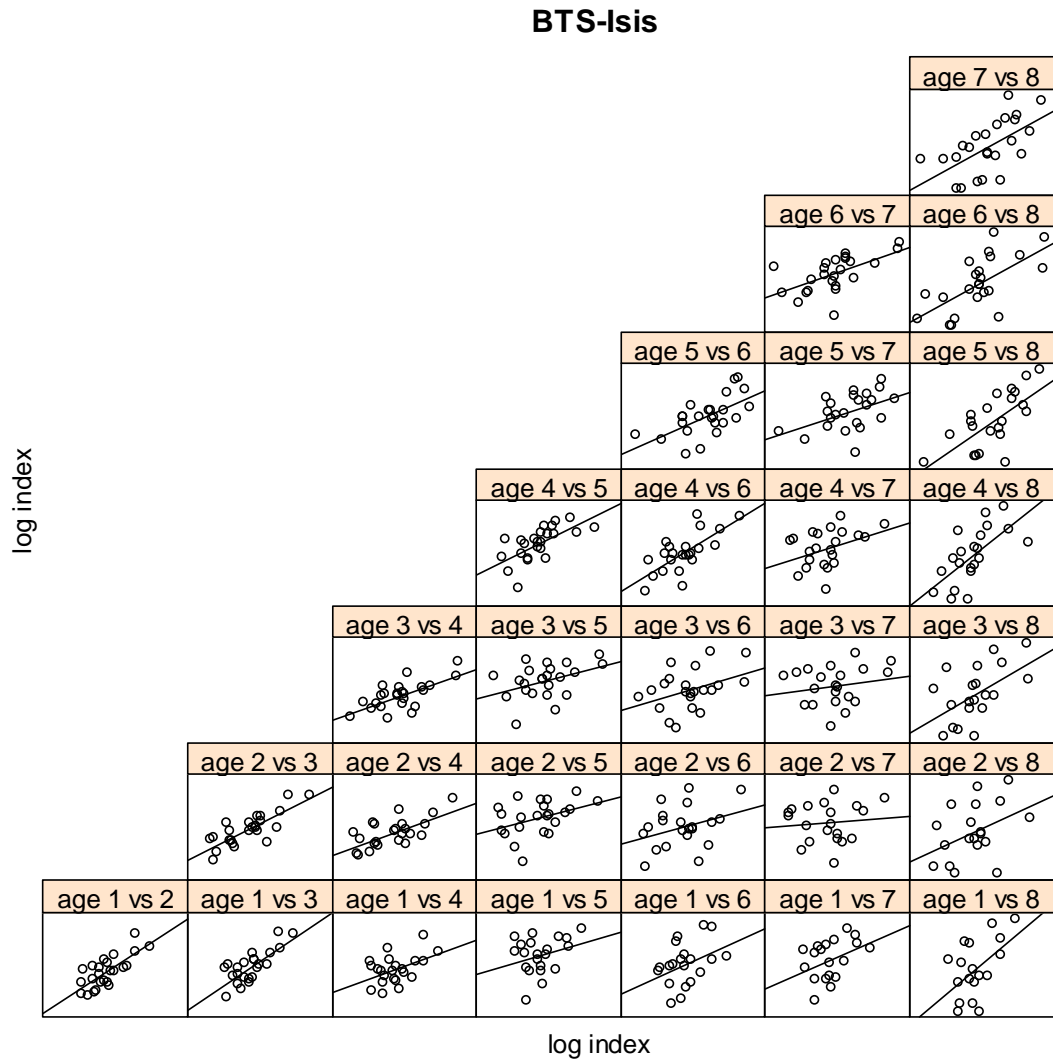 BTS-Isis
age 7 vs 8
age 6 vs 7 age 6 vs 8
age 5 vs 6 age 5 vs 7 age 5 vs 8
log index
age 4 vs 5 age 4 vs 6 age 4 vs 7 age 4 vs 8
age 3 vs 4 age 3 vs 5 age 3 vs 6 age 3 vs 7 age 3 vs 8
age 2 vs 3 age 2 vs 4 age 2 vs 5 age 2 vs 6 age 2 vs 7 age 2 vs 8
age 1 vs 2 age 1 vs 3 age 1 vs 4 age 1 vs 5 age 1 vs 6 age 1 vs 7 age 1 vs 8
log index